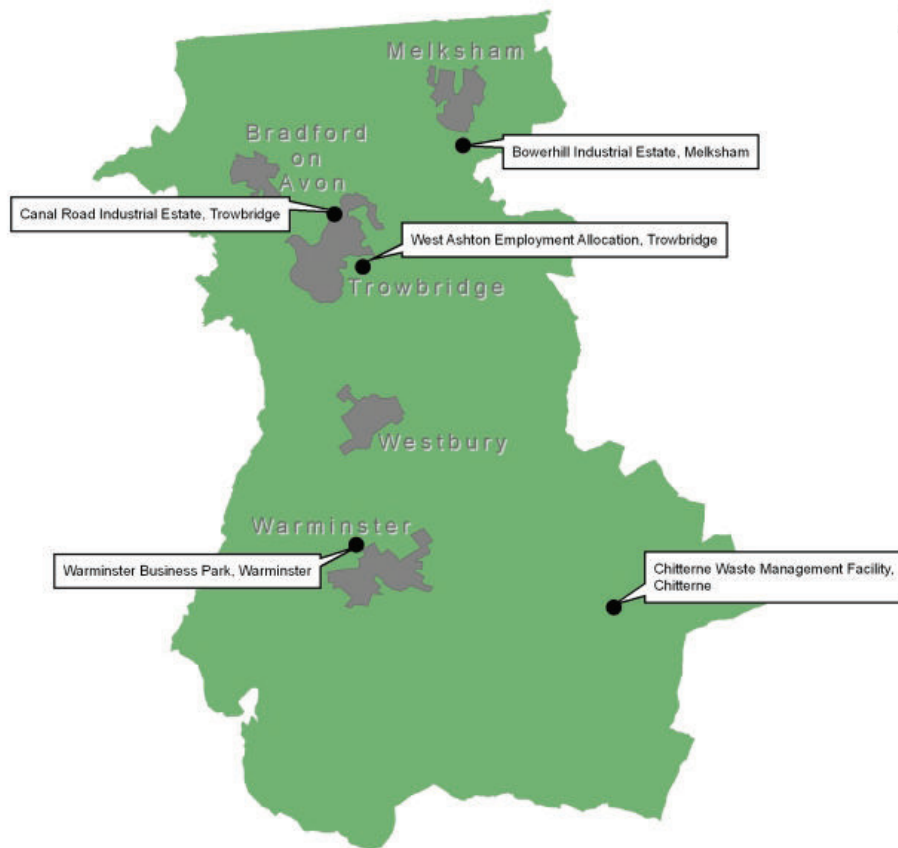 Melksham
Bowerhill Industrial Estate, Melksham
Bradford
on
Avon
Canal Road Industrial Estate, Trowbridge
West Ashton Employment Allocation, Trowbridge
Trowbridge
Westbury
Warminster
Warminster Business Park, Warminster
Chitterne Waste Management Facility,
Chitterne